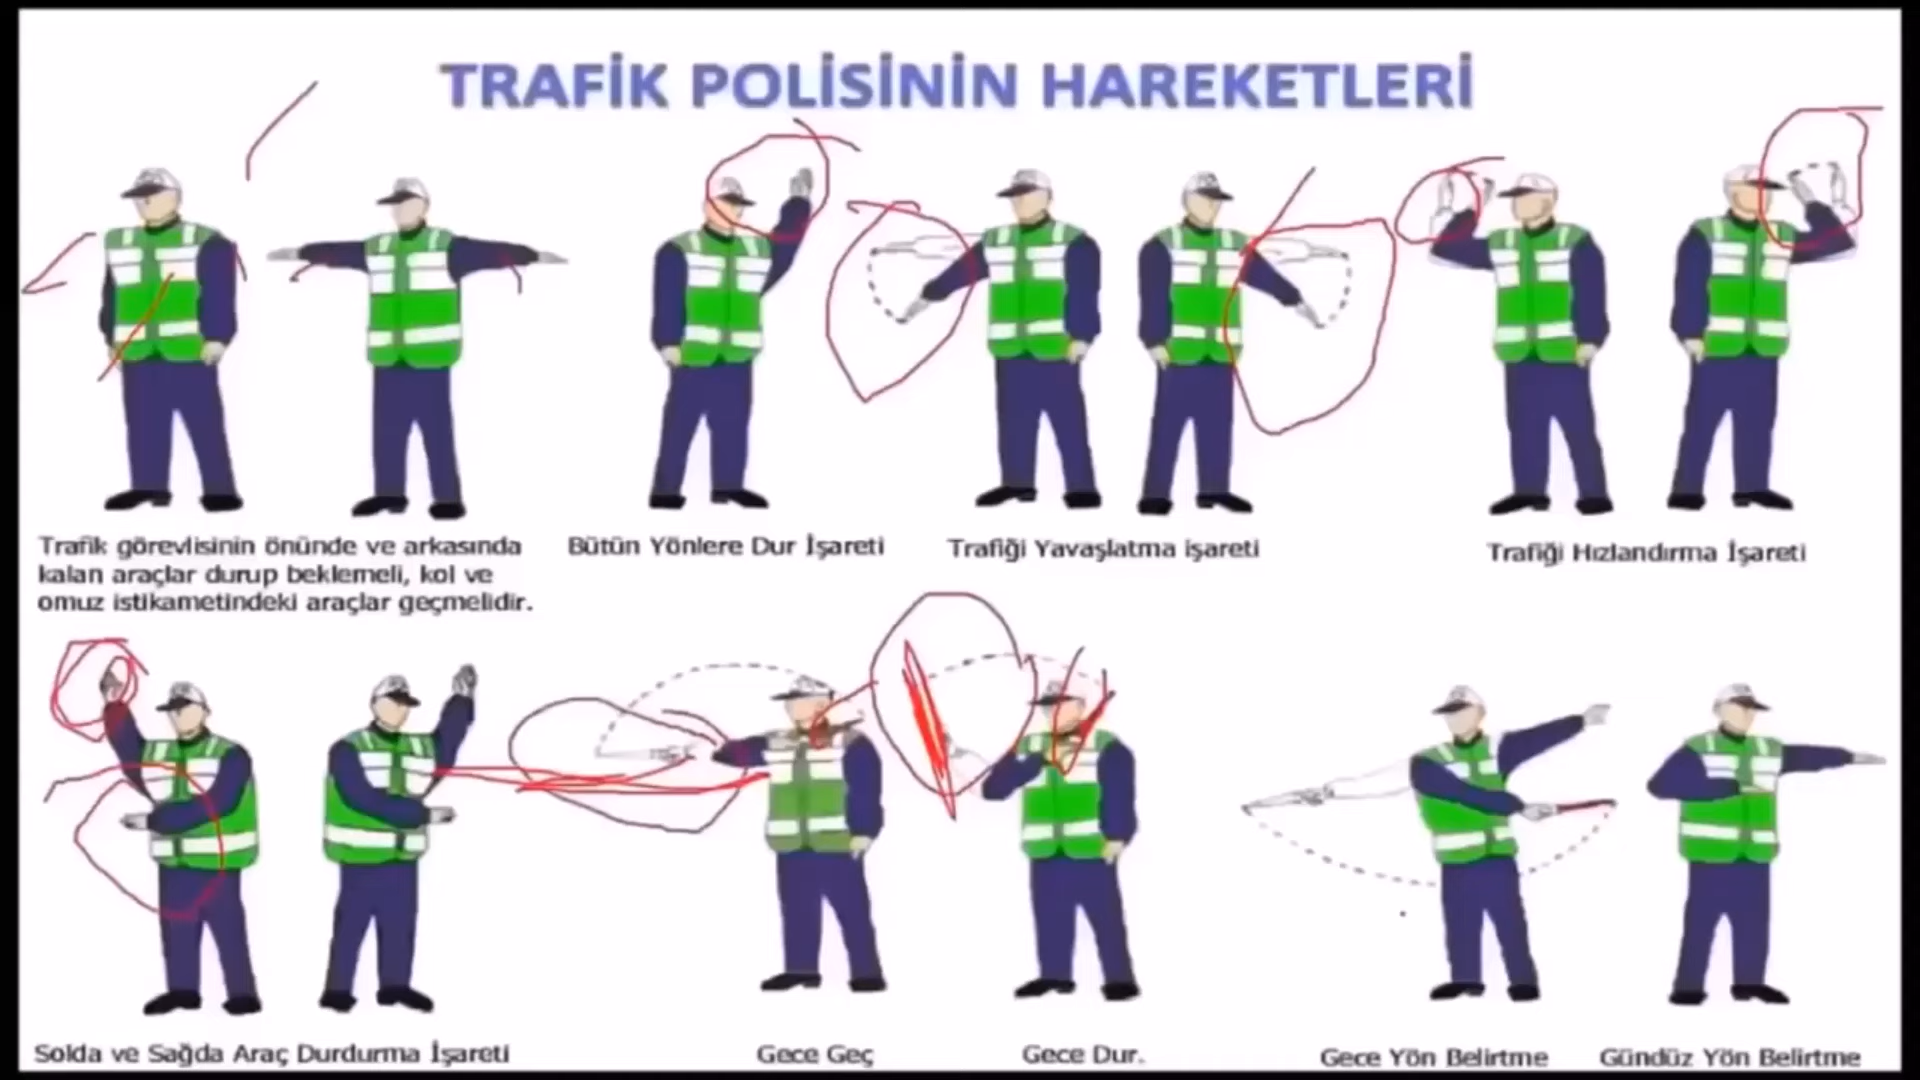 TRAFİK POLİSİNİN HAREKETLERİ
Trafik görevlisinin önünde ve arkasında
kalan araçlar durup beklemeli, kol ve
omuz istikametindeki araçlar geçmelidir.
Bütün Yönlere Dur İşareti
Trafiği Yavaşlatma işareti
Trafiği Hızlandırma İşareti
Solda ve Sağda Araç Durdurma İşareti
Gece Geç
Gece Dur.
Gece Yön Belirtme
Gündüz Yön Belirtme